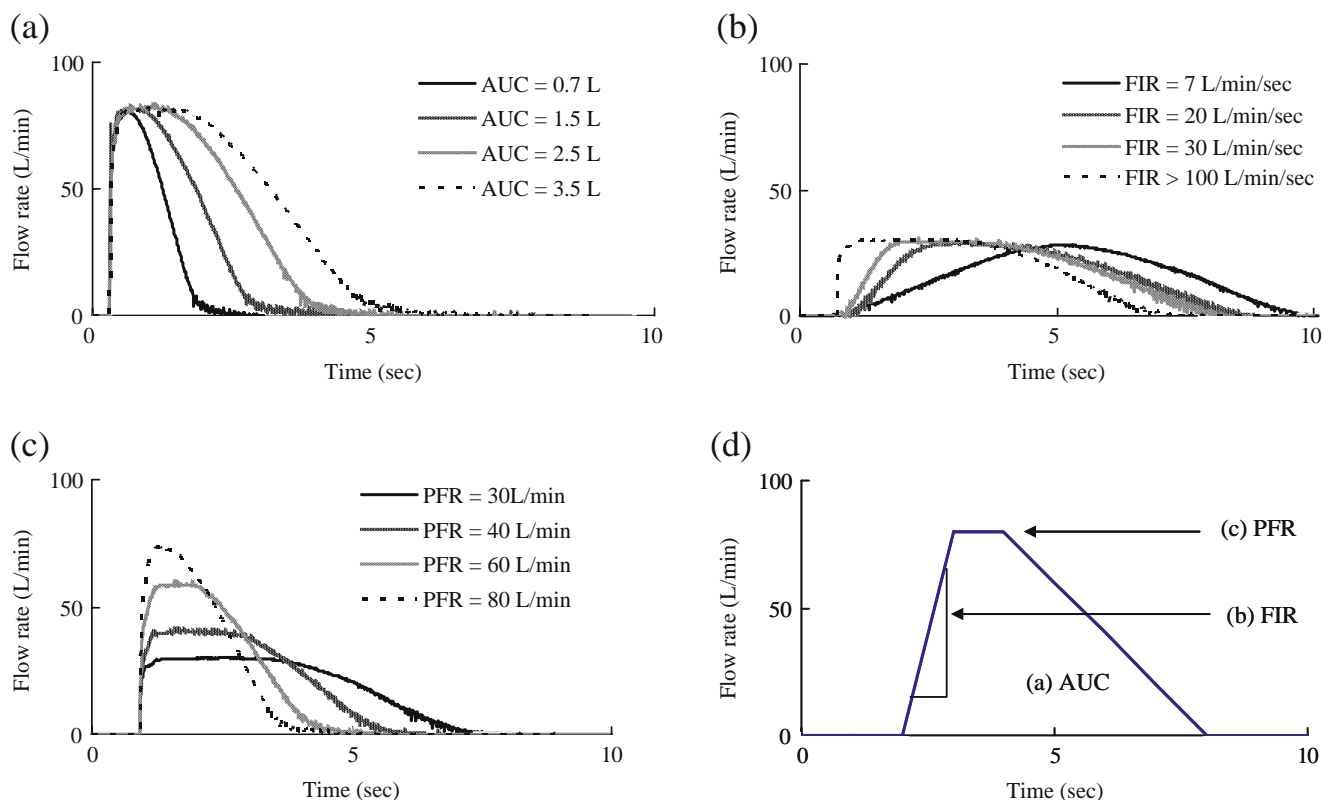 (a)
100
50
0
0
5
10
Flow rate (L/min)
Time (sec)
AUC = 0.7 L
AUC = 1.5 L
AUC = 2.5 L
AUC = 3.5 L
(b)
100
50
0
0
5
10
Flow rate (L/min)
Time (sec)
FIR = 7 L/min/sec
FIR = 20 L/min/sec
FIR = 30 L/min/sec
FIR > 100 L/min/sec
(c)
100
50
0
0
5
10
Flow rate (L/min)
Time (sec)
PFR = 30L/min
PFR = 40 L/min
PFR = 60 L/min
PFR = 80 L/min
(d)
100
50
0
0
5
10
Flow rate (L/min)
Time (sec)
(c) PFR
(b) FIR
(a) AUC